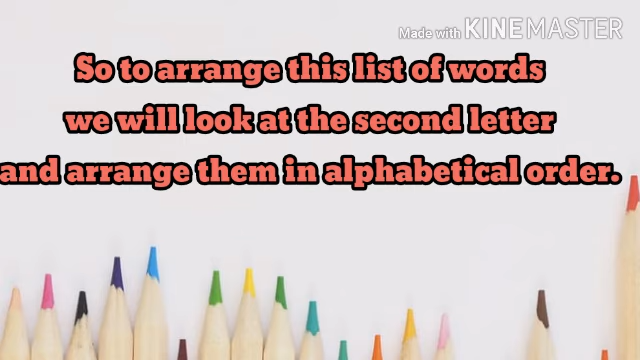 Made with KINEMASTER
So to arrange this list of words
we will look at the second letter
and arrange them in alphabetical order.